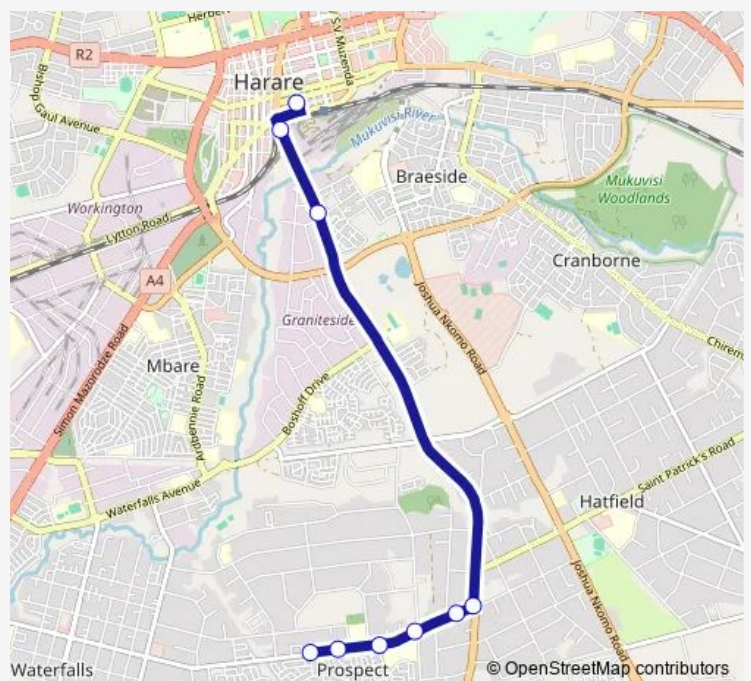 Herber
R2
S.V. Muzenda
Harare
Bishop
Gaul Avenue
Mukuvisi River
Braeside
Mukuvisi
Woodlands
Workington
Lytton Road
Cranborne
A4
Joshua Nkomo Road
Graniteside
Chirem
Simon Mazorodze Road
Mbare
Ardbennie Road
Boshoff Drive
Saint Patrick's Road
Waterfalls Avenue
Hatfield
Joshua Nkomo Road
Waterfalls
Prospect
© OpenStreetMap contributors